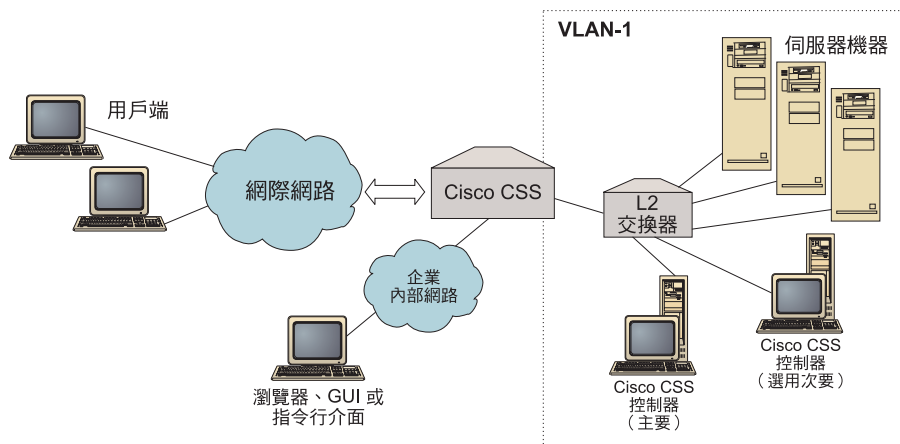 VLAN-1
伺服器機器
用戶端
網際網路
Cisco CSS
L2
交換器
企業
內部網路
瀏覽器、GUI 或
指令行介面
Cisco CSS
控制器
（主要）
Cisco CSS
控制器
（選用次要）